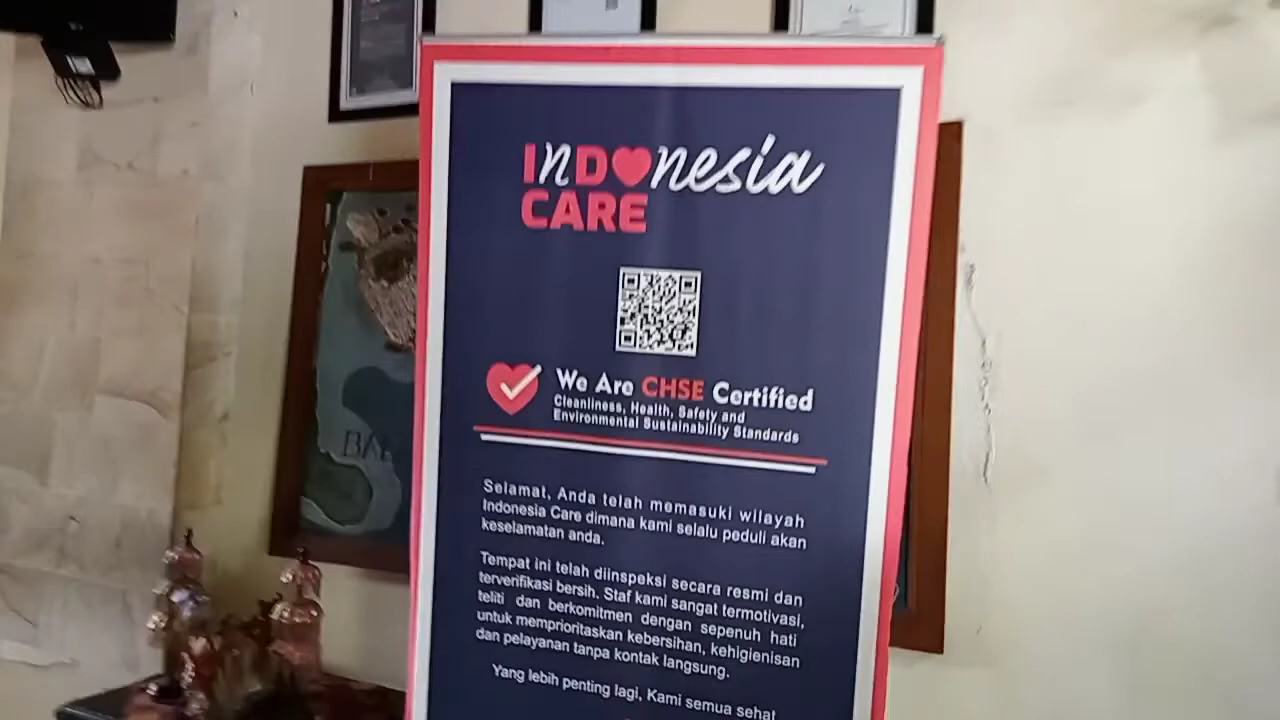 INDONESIA
CARE
We Are CHSE Certified
Cleanliness, Health, Safety and
Environmental Sustainability Standards
Selamat, Anda telah memasuki wilayah
Indonesia Care dimana kami selalu peduli akan
keselamatan anda.
Tempat ini telah diinspeksi secara resmi dan
terverifikasi bersih. Staf kami sangat termotivasi,
teliti dan berkomitmen dengan sepenuh hati
untuk memprioritaskan kebersihan, kehigienisan
dan pelayanan tanpa kontak langsung.
Yang lebih penting lagi, Kami semua sehat